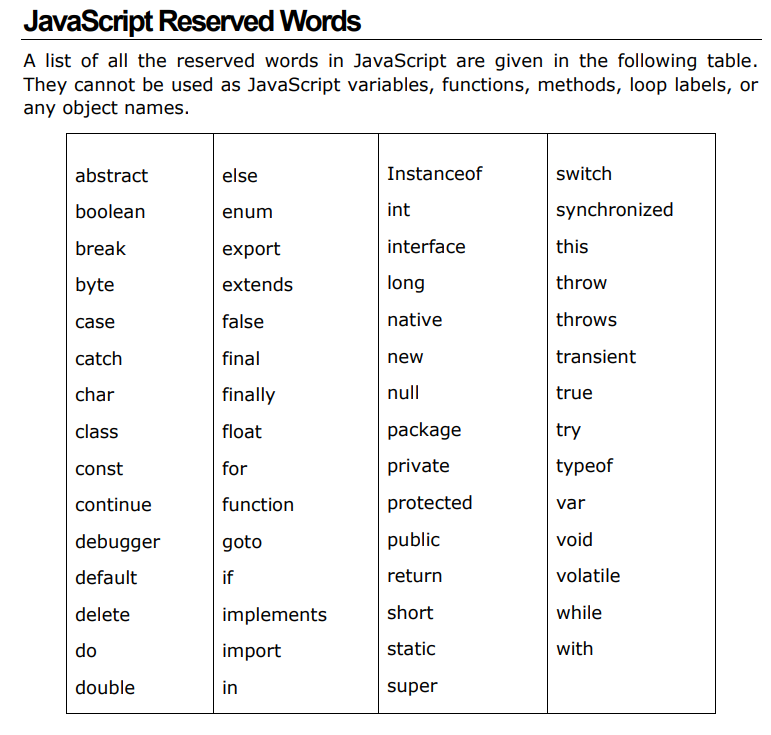 JavaScript Reserved Words
A list of all the reserved words in JavaScript are given in the following table.
They cannot be used as JavaScript variables, functions, methods, loop labels, or
any object names.
abstract
boolean
break
byte
case
catch
char
class
const
continue
debugger
default
delete
do
double
else
enum
export
extends
false
final
finally
float
for
function
goto
if
implements
import
in
Instanceof
int
interface
long
native
new
null
package
private
protected
public
return
short
static
super
switch
synchronized
this
throw
throws
transient
true
try
typeof
var
void
volatile
while
with